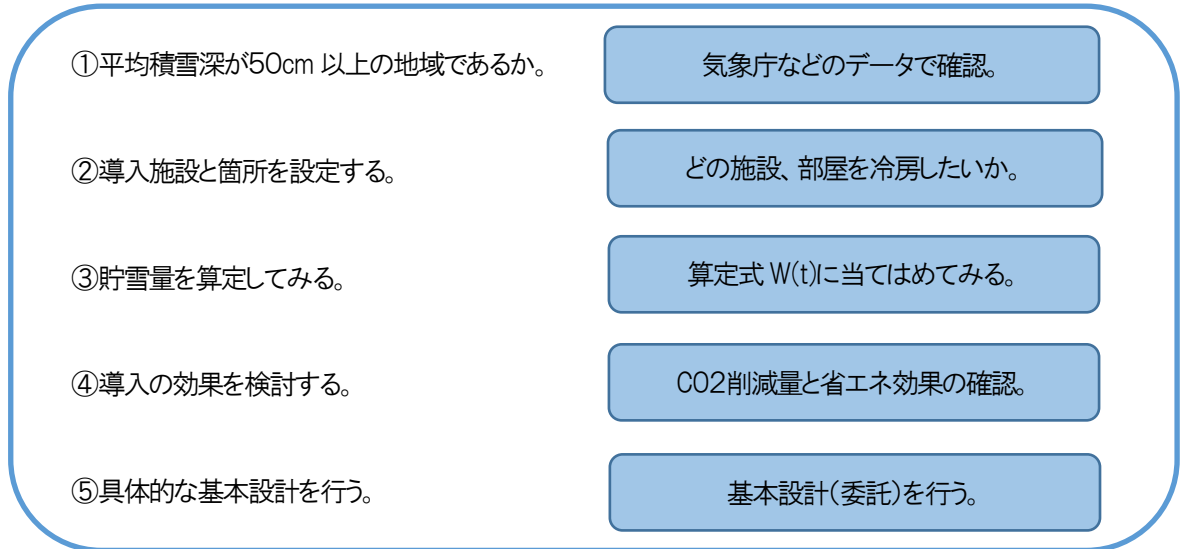 ①平均積雪深が50cm 以上の地域であるか。
気象庁などのデータで確認。
②導入施設と箇所を設定する。
どの施設、部屋を冷房したいか。
③貯雪量を算定してみる。
算定式 W(t)に当てはめてみる。
④導入の効果を検討する。
CO2削減量と省エネ効果の確認。
⑤具体的な基本設計を行う。
基本設計(委託)を行う。